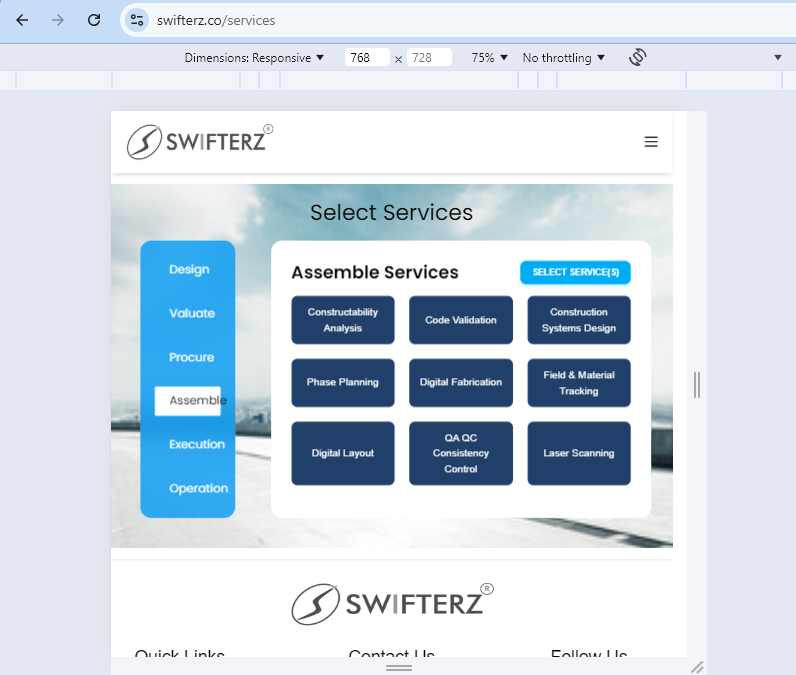 swifterz.co/services
Dimensions: Responsive 768 × 728 75% No throttling
SWIFTERZ®
Select Services
Design
Valuate
Procure
Assemble
Execution
Operation
Assemble Services
SELECT SERVICE(S)
Constructability
Analysis
Code Validation
Construction
Systems Design
Phase Planning
Digital Fabrication
Field & Material
Tracking
Digital Layout
QA QC
Consistency
Control
Laser Scanning
SWIFTERZ®
Quick Links
Contact Us
Follow Us